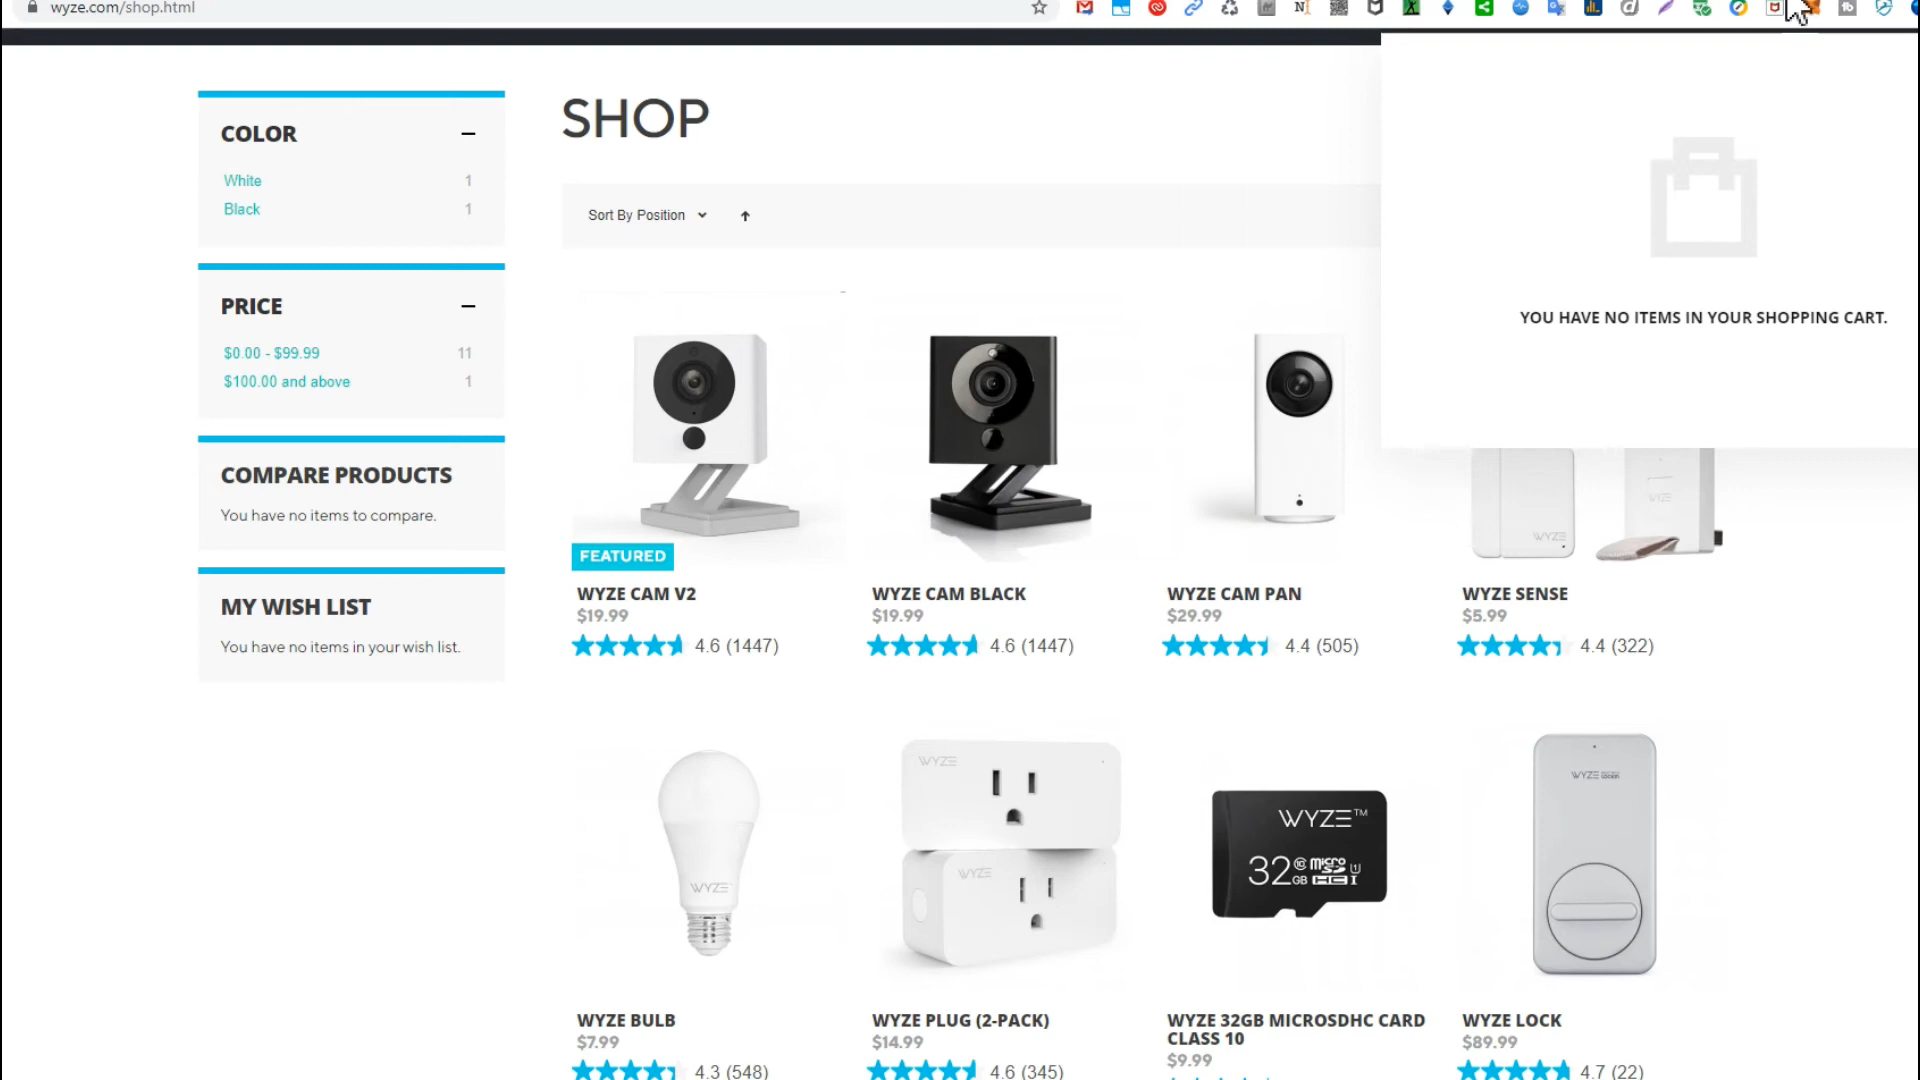 wyze.com/shop.html
COLOR
White 1
Black 1
PRICE
$0.00 - $99.99 11
$100.00 and above 1
COMPARE PRODUCTS
You have no items to compare.
MY WISH LIST
You have no items in your wish list.
SHOP
Sort By Position
YOU HAVE NO ITEMS IN YOUR SHOPPING CART.
WYZE
WYZE
FEATURED
WYZE CAM V2
$19.99
4.6 (1447)
WYZE CAM BLACK
$19.99
4.6 (1447)
WYZE CAM PAN
$29.99
4.4 (505)
WYZE SENSE
$5.99
4.4 (322)
WYZE
WYZE
WYZE
WYZE™
32GB micro SD HC I
WYZE
WYZE BULB
$7.99
4.3 (548)
WYZE PLUG (2-PACK)
$14.99
4.6 (345)
WYZE 32GB MICROSDHC CARD
CLASS 10
$9.99
WYZE LOCK
$89.99
4.7 (22)